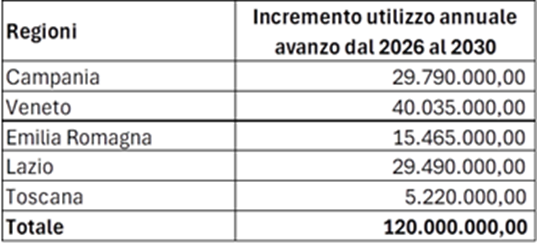 Regioni
Incremento utilizzo annuale
avanzo dal 2026 al 2030
Campania 29.790.000,00
Veneto 40.035.000,00
Emilia Romagna 15.465.000,00
Lazio 29.490.000,00
Toscana 5.220.000,00
Totale 120.000.000,00